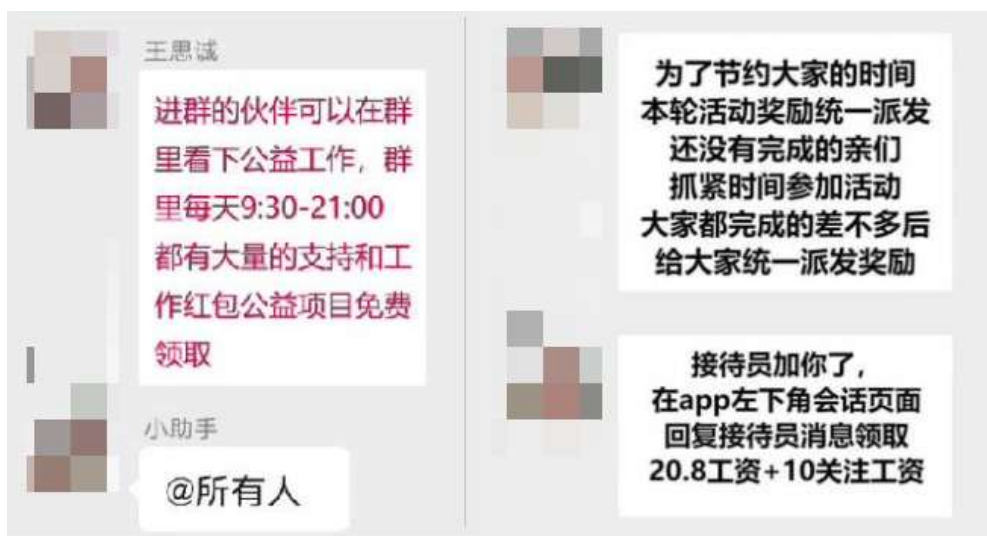 王思诚
进群的伙伴可以在群
里看下公益工作，群
里每天9:30-21:00
都有大量的支持和工
作红包公益项目免费
领取
小助手
@所有人
为了节约大家的时间
本轮活动奖励统一派发
还没有完成的亲们
抓紧时间参加活动
大家都完成的差不多后
给大家统一派发奖励
接待员加你了，
在app左下角会话页面
回复接待员消息领取
20.8工资+10关注工资